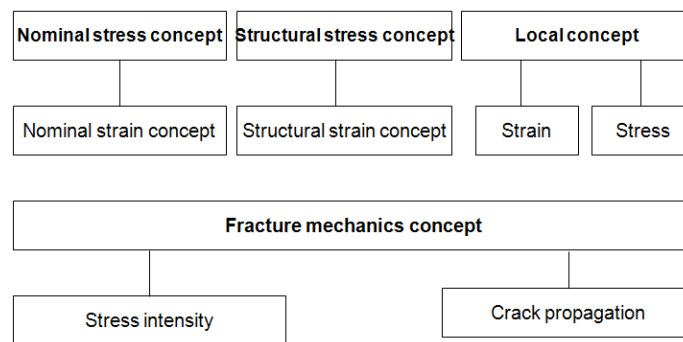 Nominal stress concept
Structural stress concept
Local concept
Nominal strain concept
Structural strain concept
Strain
Stress
Fracture mechanics concept
Stress intensity
Crack propagation